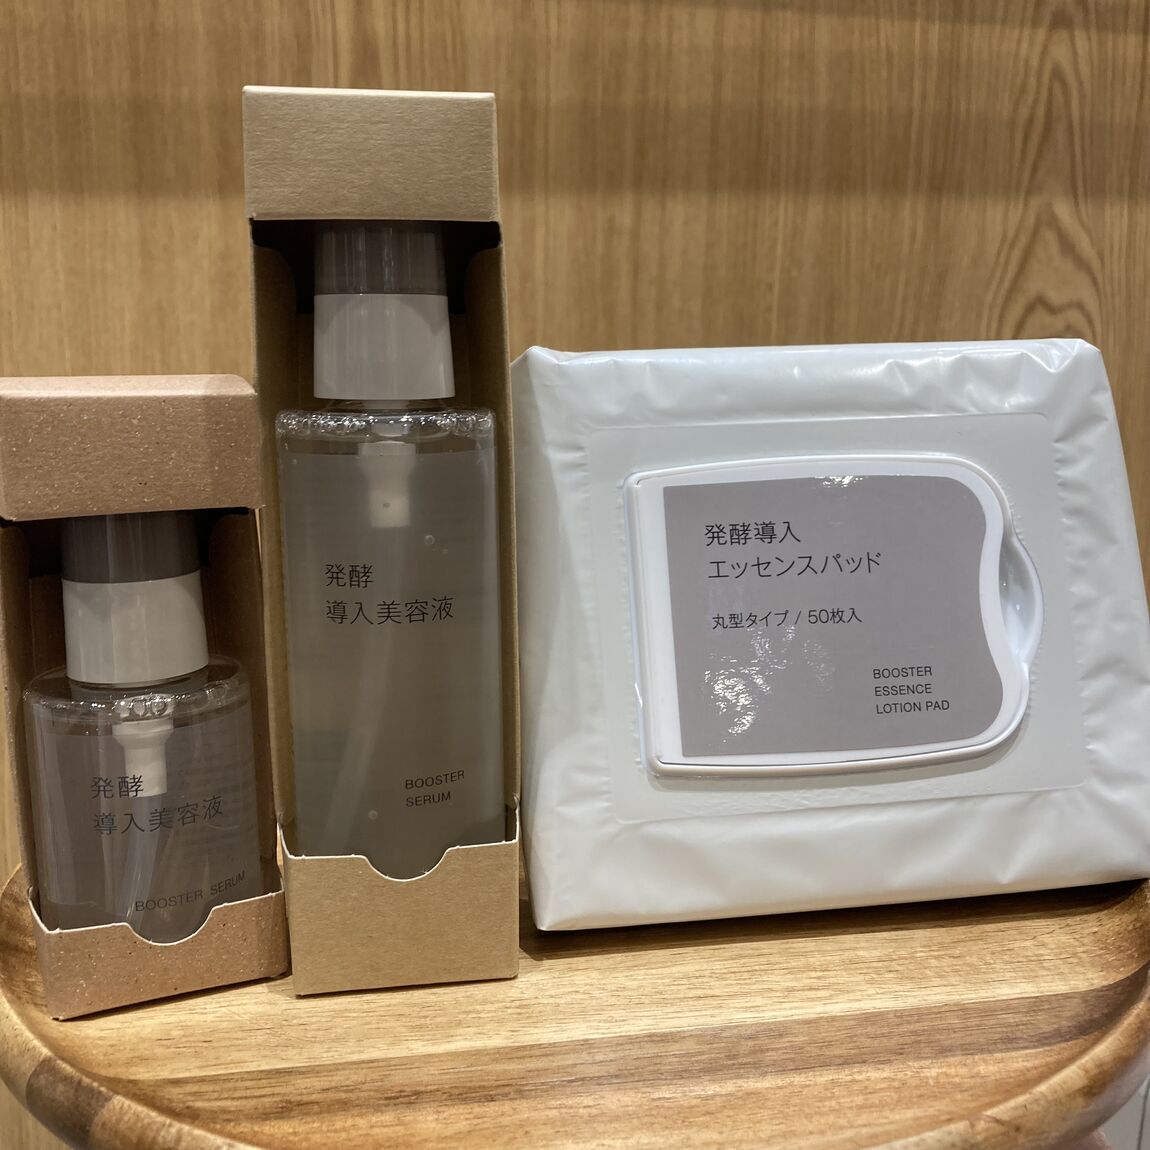 発酵
導入美容液
BOOSTER SERUM
発酵
導入美容液
BOOSTER
SERUM
発酵導入
エッセンスパッド
丸型タイプ / 50枚入
BOOSTER
ESSENCE
LOTION PAD